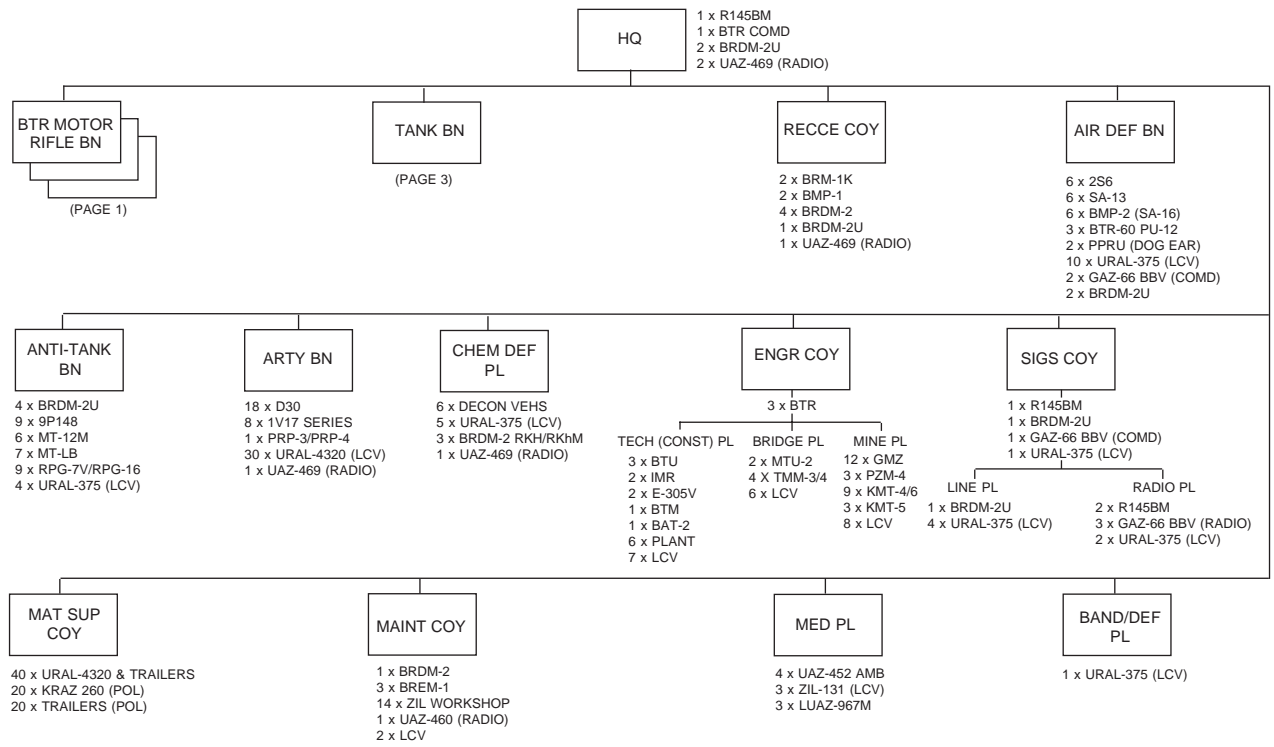 HQ
1 x R145BM
1 x BTR COMD
2 x BRDM-2U
2 x UAZ-469 (RADIO)
BTR MOTOR
RIFLE BN
(PAGE 1)
TANK BN
(PAGE 3)
RECCE COY
2 x BRM-1K
2 x BMP-1
4 x BRDM-2
1 x BRDM-2U
1 x UAZ-469 (RADIO)
AIR DEF BN
6 x 2S6
6 x SA-13
6 x BMP-2 (SA-16)
3 x BTR-60 PU-12
2 x PPRU (DOG EAR)
10 x URAL-375 (LCV)
2 x GAZ-66 BBV (COMD)
2 x BRDM-2U
ANTI-TANK
BN
4 x BRDM-2U
9 x 9P148
6 x MT-12M
7 x MT-LB
9 x RPG-7V/RPG-16
4 x URAL-375 (LCV)
ARTY BN
18 x D30
8 x 1V17 SERIES
1 x PRP-3/PRP-4
30 x URAL-4320 (LCV)
1 x UAZ-469 (RADIO)
CHEM DEF
PL
6 x DECON VEHS
5 x URAL-375 (LCV)
3 x BRDM-2 RKH/RKhM
1 x UAZ-469 (RADIO)
ENGR COY
3 x BTR
TECH (CONST) PL
3 x BTU
2 x IMR
2 x E-305V
1 x BTM
1 x BAT-2
6 x PLANT
7 x LCV
BRIDGE PL
2 x MTU-2
4 X TMM-3/4
6 x LCV
MINE PL
12 x GMZ
3 x PZM-4
9 x KMT-4/6
3 x KMT-5
8 x LCV
SIGS COY
1 x R145BM
1 x BRDM-2U
1 x GAZ-66 BBV (COMD)
1 x URAL-375 (LCV)
LINE PL
1 x BRDM-2U
4 x URAL-375 (LCV)
RADIO PL
2 x R145BM
3 x GAZ-66 BBV (RADIO)
2 x URAL-375 (LCV)
MAT SUP
COY
40 x URAL-4320 & TRAILERS
20 x KRAZ 260 (POL)
20 x TRAILERS (POL)
MAINT COY
1 x BRDM-2
3 x BREM-1
14 x ZIL WORKSHOP
1 x UAZ-460 (RADIO)
2 x LCV
MED PL
4 x UAZ-452 AMB
3 x ZIL-131 (LCV)
3 x LUAZ-967M
BAND/DEF
PL
1 x URAL-375 (LCV)